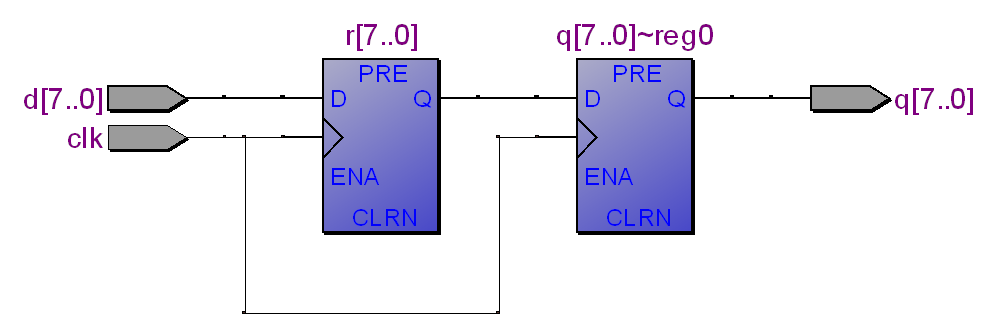 r[7..0]
q[7..0]~reg0
d[7..0]
clk
PRE
D
Q
ENA
CLRN
PRE
D
Q
ENA
CLRN
q[7..0]